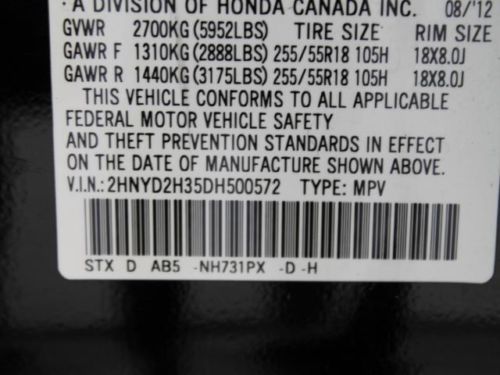 · A DIVISION OF HONDA CANADA INC. 08/'12
GVWR 2700KG (5952LBS) TIRE SIZE RIM SIZE
GAWR F 1310KG (2888LBS) 255/55R18 105H 18X8.0J
GAWR R 1440KG (3175LBS) 255/55R18 105H 18X8.0J
THIS VEHICLE CONFORMS TO ALL APPLICABLE
FEDERAL MOTOR VEHICLE SAFETY
AND THEFT PREVENTION STANDARDS IN EFFECT
ON THE DATE OF MANUFACTURE SHOWN ABOVE.
V.I.N.: 2HNYD2H35DH500572 TYPE: MPV
STX D AB5 -NH731PX -D -H